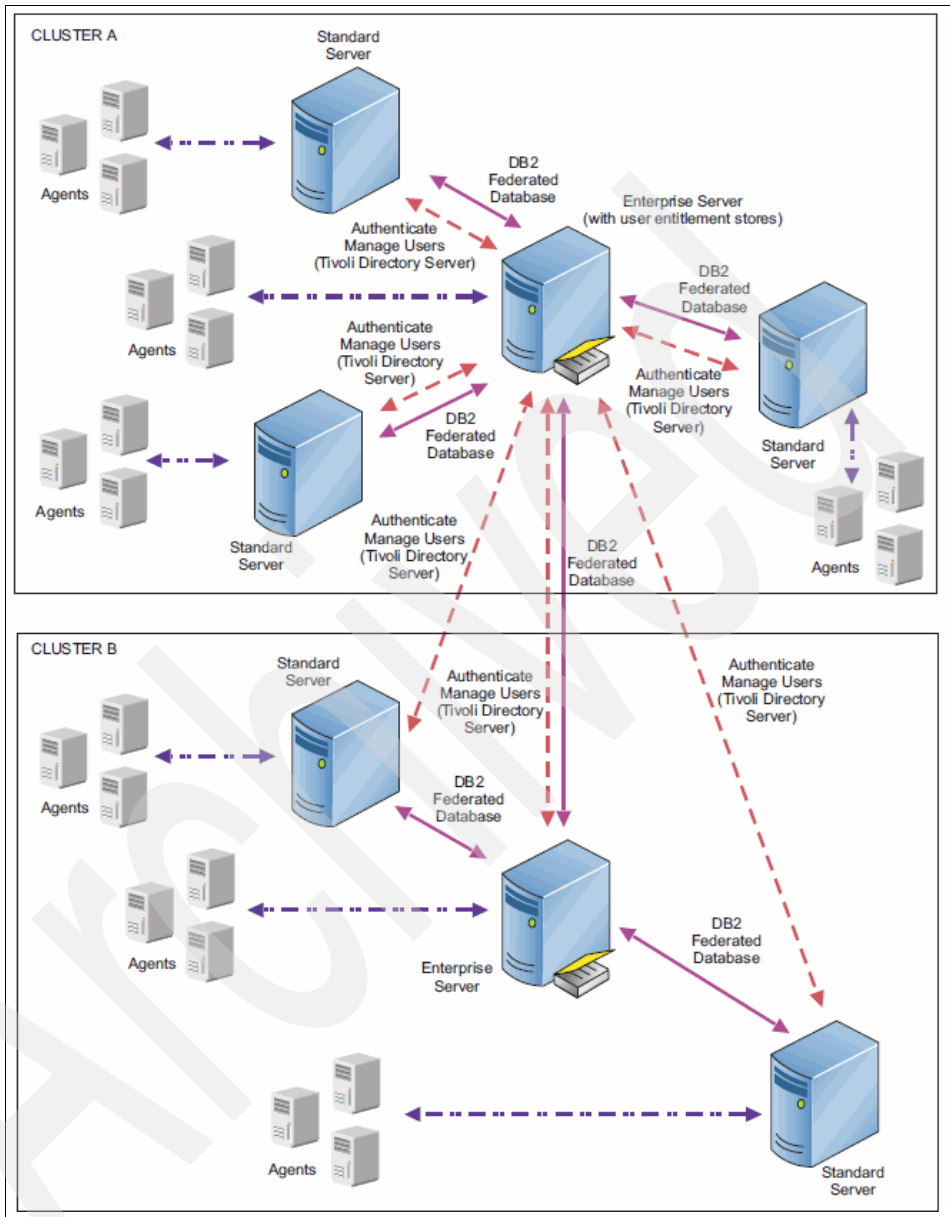 CLUSTER A
Standard
Server
Agents
DB2
Federated
Database
Enterprise Server
(with user entitlement stores)
Authenticate
Manage Users
(Tivoli Directory Server)
Agents
DB2
Federated
Database
Authenticate
Manage Users
(Tivoli Directory
Server)
Authenticate
Manage Users
(Tivoli Directory
Server)
DB2
Federated
Database
Standard
Server
Agents
Standard
Server
Authenticate
Manage Users
(Tivoli Directory
Server)
DB2
Federated
Database
Agents
CLUSTER B
Standard
Server
Authenticate
Manage Users
(Tivoli Directory
Server)
Authenticate
Manage Users
(Tivoli Directory
Server)
Agents
DB2
Federated
Database
Agents
Enterprise
Server
DB2
Federated
Database
Agents
Standard
Server
Archived